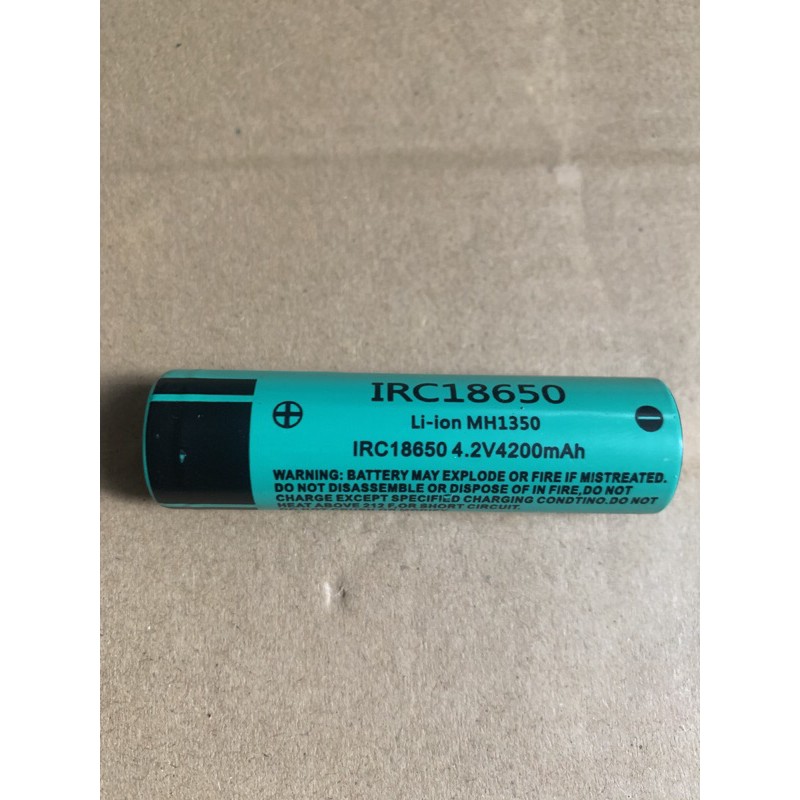 IRC18650
Li-ion MH1350
IRC18650 4.2V4200mAh
WARNING: BATTERY MAY EXPLODE OR FIRE IF MISTREATED.
DO NOT DISASSEMBLE OR DISPOSE OF IN FIRE,DO NOT
CHARGE EXCEPT SPECIFIED CHARGING CONDTINO.DO NOT
HEAT ABOVE 212 F,OR SHORT CIRCUIT.